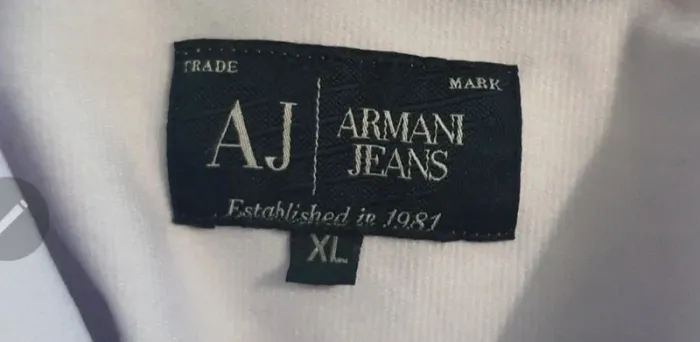 TRADE
MARK
AJ
ARMANI
JEANS
Established in 1981
XL